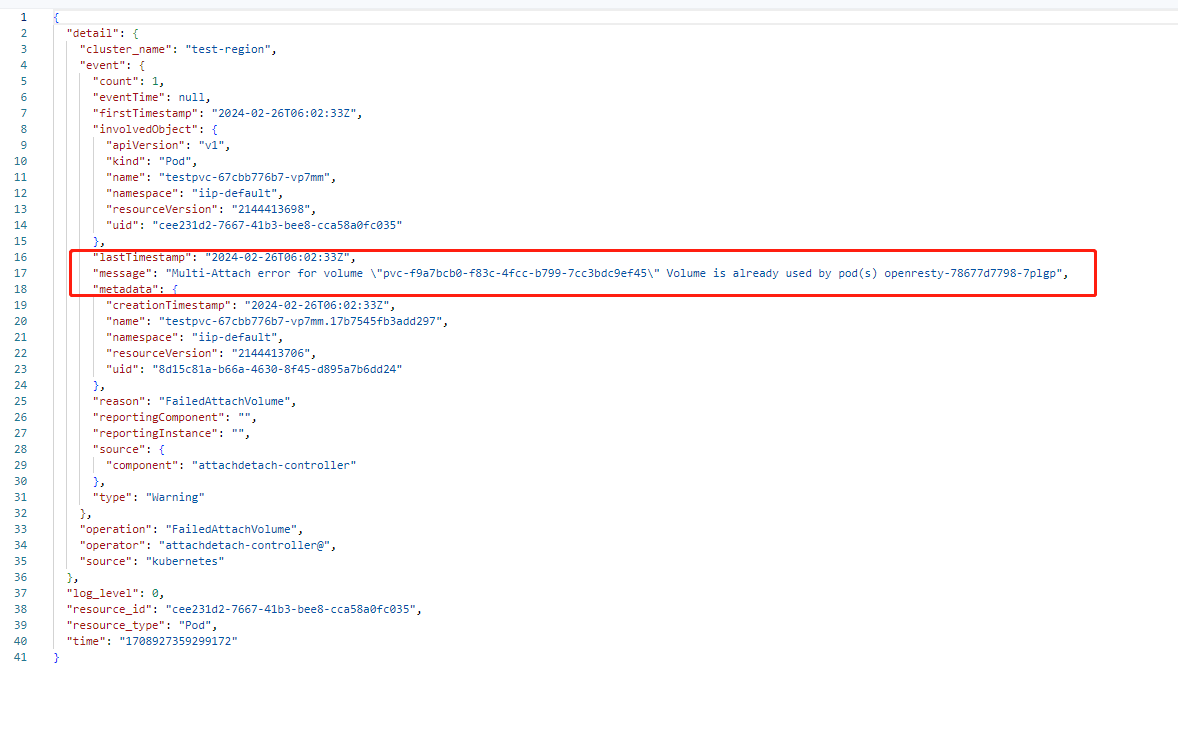 1 {
2 "detail": {
3 "cluster_name": "test-region",
4 "event": {
5 "count": 1,
6 "eventTime": null,
7 "firstTimestamp": "2024-02-26T06:02:33Z",
8 "involvedObject": {
9 "apiVersion": "v1",
10 "kind": "Pod",
11 "name": "testpvc-67cbb776b7-vp7mm",
12 "namespace": "iip-default",
13 "resourceVersion": "2144413698",
14 "uid": "cee231d2-7667-41b3-bee8-cca58a0fc035"
15 },
16 "lastTimestamp": "2024-02-26T06:02:33Z",
17 "message": "Multi-Attach error for volume \"pvc-f9a7bcb0-f83c-4fcc-b799-7cc3bdc9ef45\" Volume is already used by pod(s) openresty-78677d7798-7plgp",
18 "metadata": {
19 "creationTimestamp": "2024-02-26T06:02:33Z",
20 "name": "testpvc-67cbb776b7-vp7mm.17b7545fb3add297",
21 "namespace": "iip-default",
22 "resourceVersion": "2144413706",
23 "uid": "8d15c81a-b66a-4630-8f45-d895a7b6dd24"
24 },
25 "reason": "FailedAttachVolume",
26 "reportingComponent": "",
27 "reportingInstance": "",
28 "source": {
29 "component": "attachdetach-controller"
30 },
31 "type": "Warning"
32 },
33 "operation": "FailedAttachVolume",
34 "operator": "attachdetach-controller@",
35 "source": "kubernetes"
36 },
37 "log_level": 0,
38 "resource_id": "cee231d2-7667-41b3-bee8-cca58a0fc035",
39 "resource_type": "Pod",
40 "time": "1708927359299172"
41 }